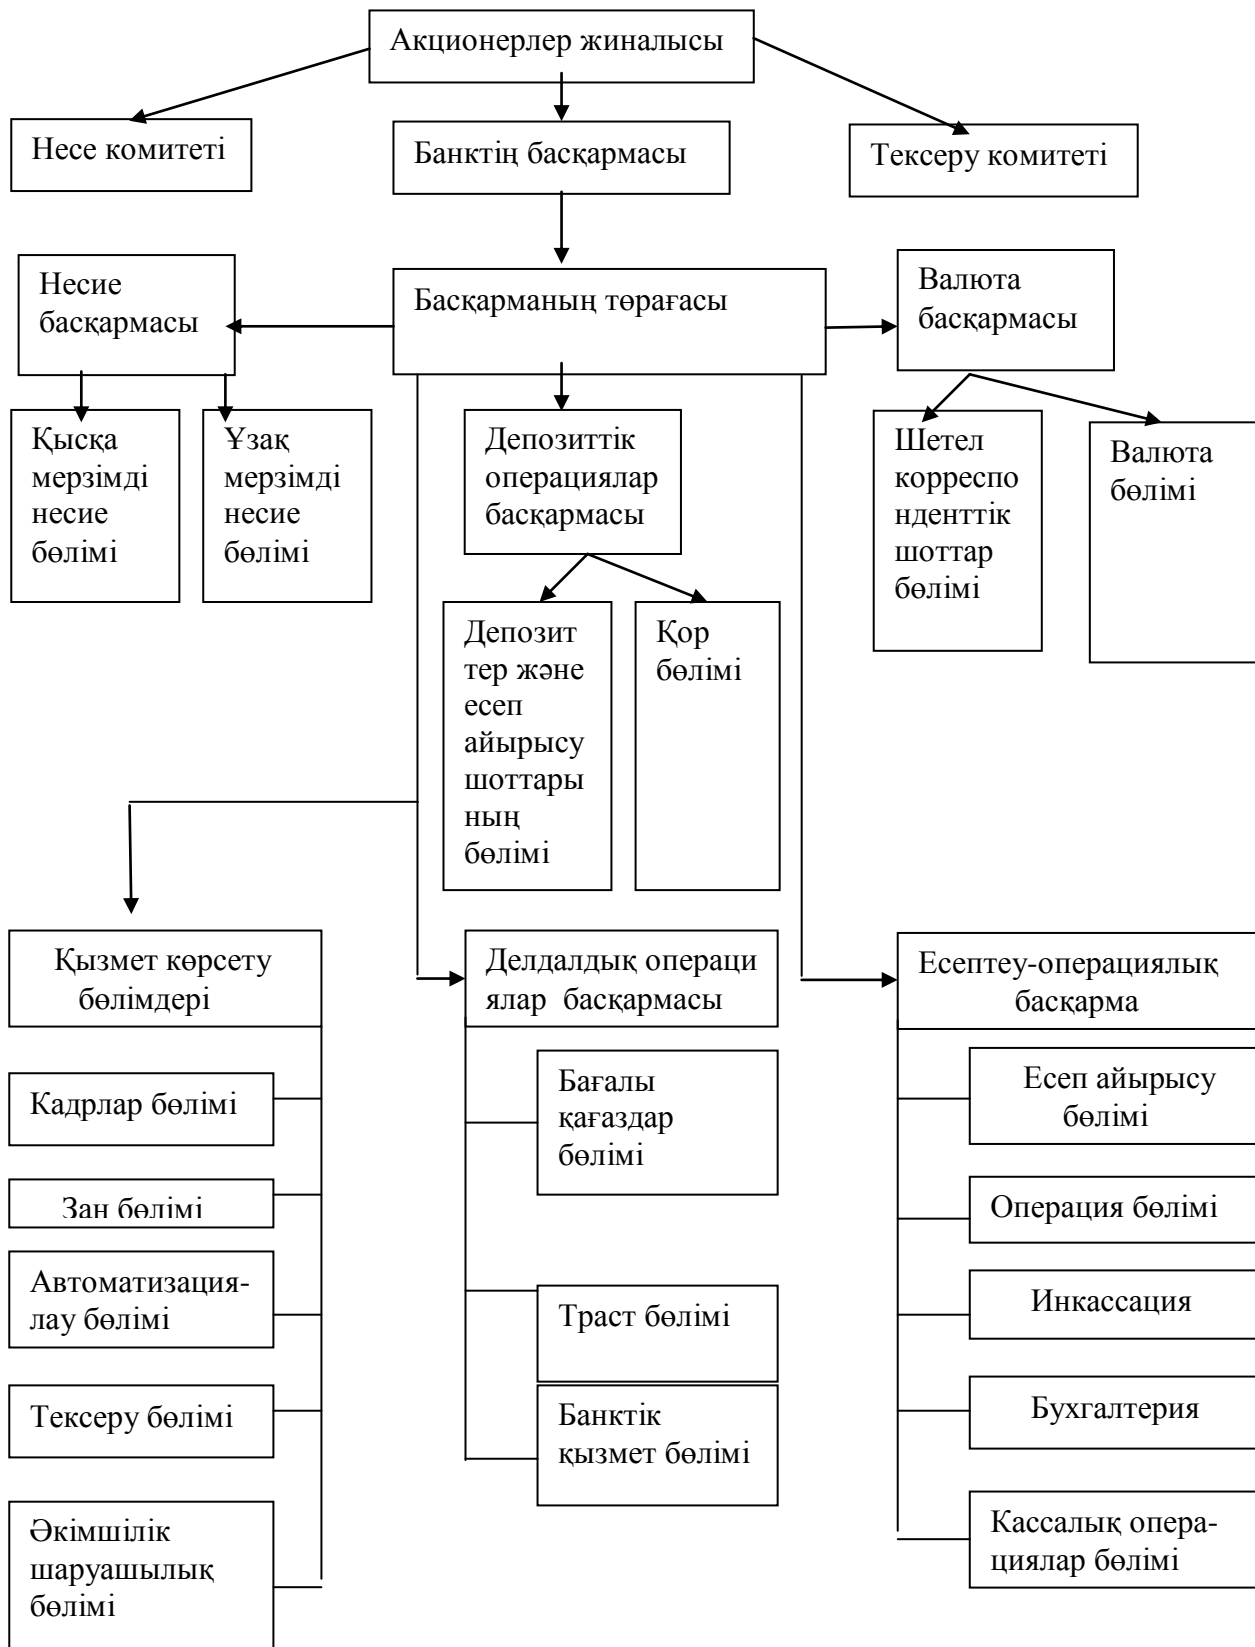 Акционерлер жиналысы
Несе комитеті
Банктің басқармасы
Тексеру комитеті
Несие
басқармасы
Басқарманың төрағасы
Валюта
басқармасы
Қысқа
мерзімді
несие
бөлімі
Ұзақ
мерзімді
несие
бөлімі
Депозиттік
операциялар
басқармасы
Шетел
корреспо
нденттік
шоттар
бөлімі
Валюта
бөлімі
Депозит
тер және
есеп
айырысу
шоттары
ның
бөлімі
Қор
бөлімі
Қызмет көрсету
бөлімдері
Делдалдық операци
ялар басқармасы
Есептеу-операциялық
басқарма
Кадрлар бөлімі
Зан бөлімі
Автоматизация-
лау бөлімі
Тексеру бөлімі
Әкімшілік
шаруашылық
бөлімі
Бағалы
қағаздар
бөлімі
Траст бөлімі
Банктік
қызмет бөлімі
Есеп айырысу
бөлімі
Операция бөлімі
Инкассация
Бухгалтерия
Кассалық опера-
циялар бөлімі